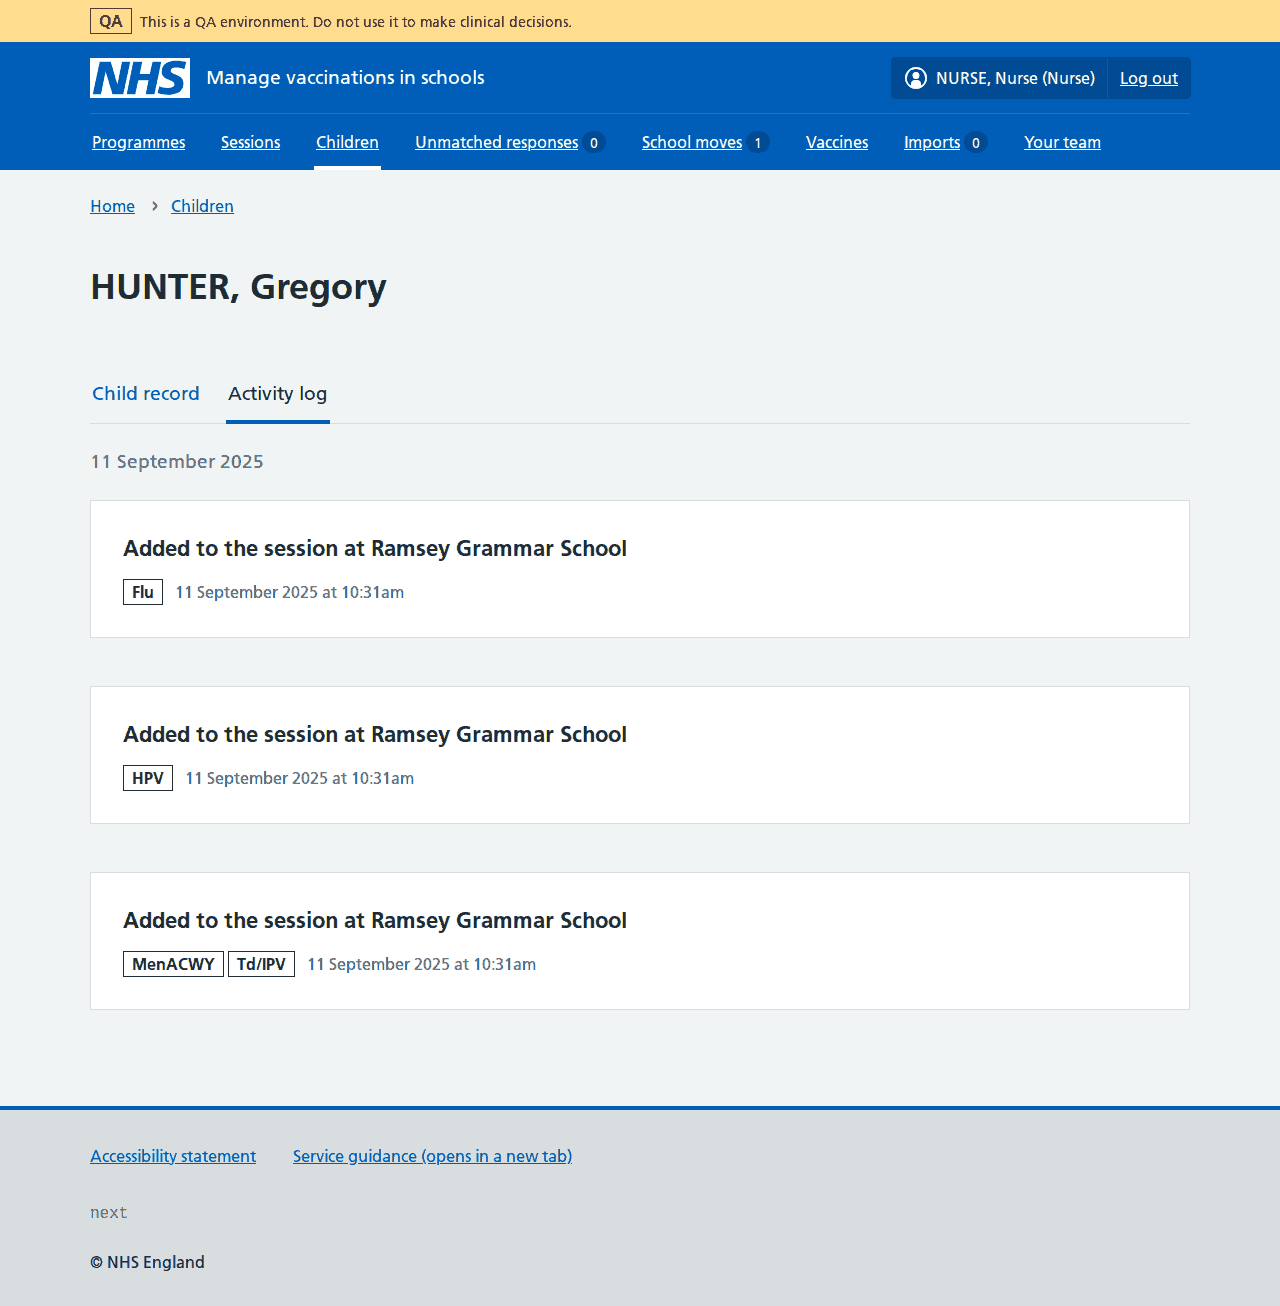 QA This is a QA environment. Do not use it to make clinical decisions.
NHS Manage vaccinations in schools NURSE, Nurse (Nurse) Log out
Programmes Sessions Children Unmatched responses 0 School moves 1 Vaccines Imports 0 Your team
Home Children
HUNTER, Gregory
Child record Activity log
11 September 2025
Added to the session at Ramsey Grammar School
Flu 11 September 2025 at 10:31am
Added to the session at Ramsey Grammar School
HPV 11 September 2025 at 10:31am
Added to the session at Ramsey Grammar School
MenACWY Td/IPV 11 September 2025 at 10:31am
Accessibility statement Service guidance (opens in a new tab)
next
© NHS England